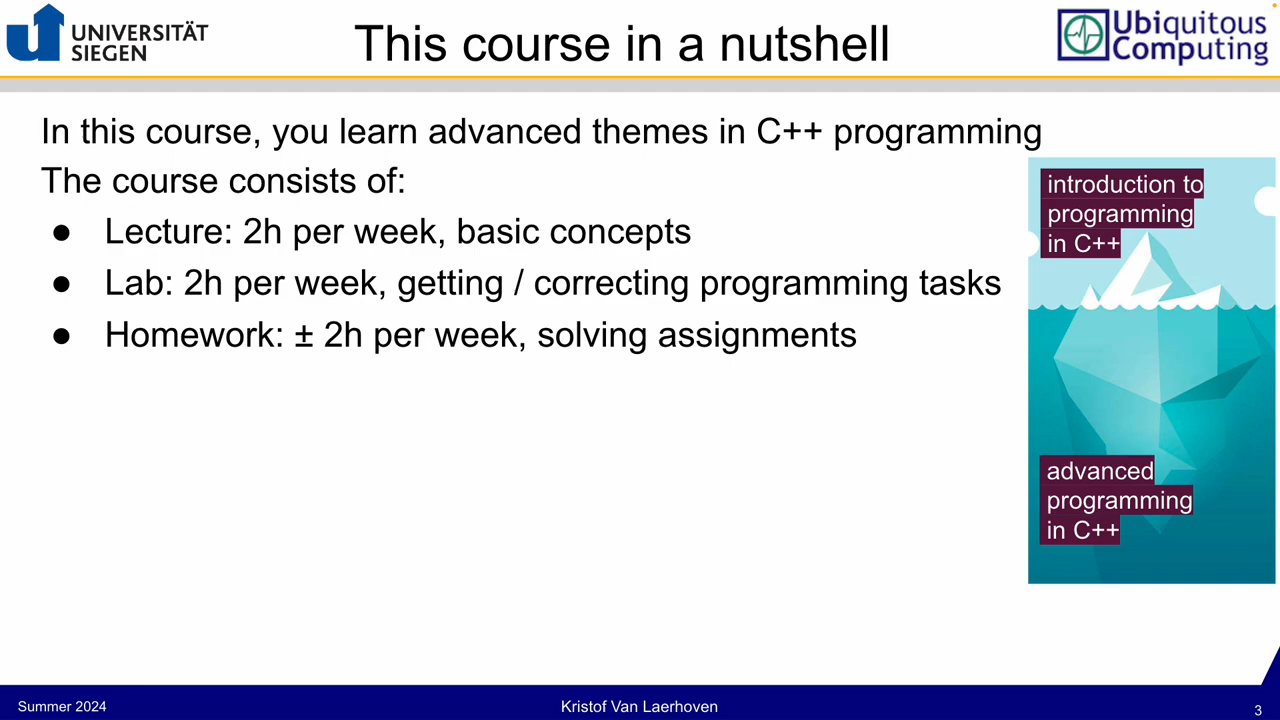 UNIVERSITÄT
SIEGEN
This course in a nutshell
Ubiquitous
Computing
In this course, you learn advanced themes in C++ programming
The course consists of:
● Lecture: 2h per week, basic concepts
● Lab: 2h per week, getting / correcting programming tasks
● Homework: ± 2h per week, solving assignments
introduction to
programming
in C++
advanced
programming
in C++
Summer 2024
Kristof Van Laerhoven
3